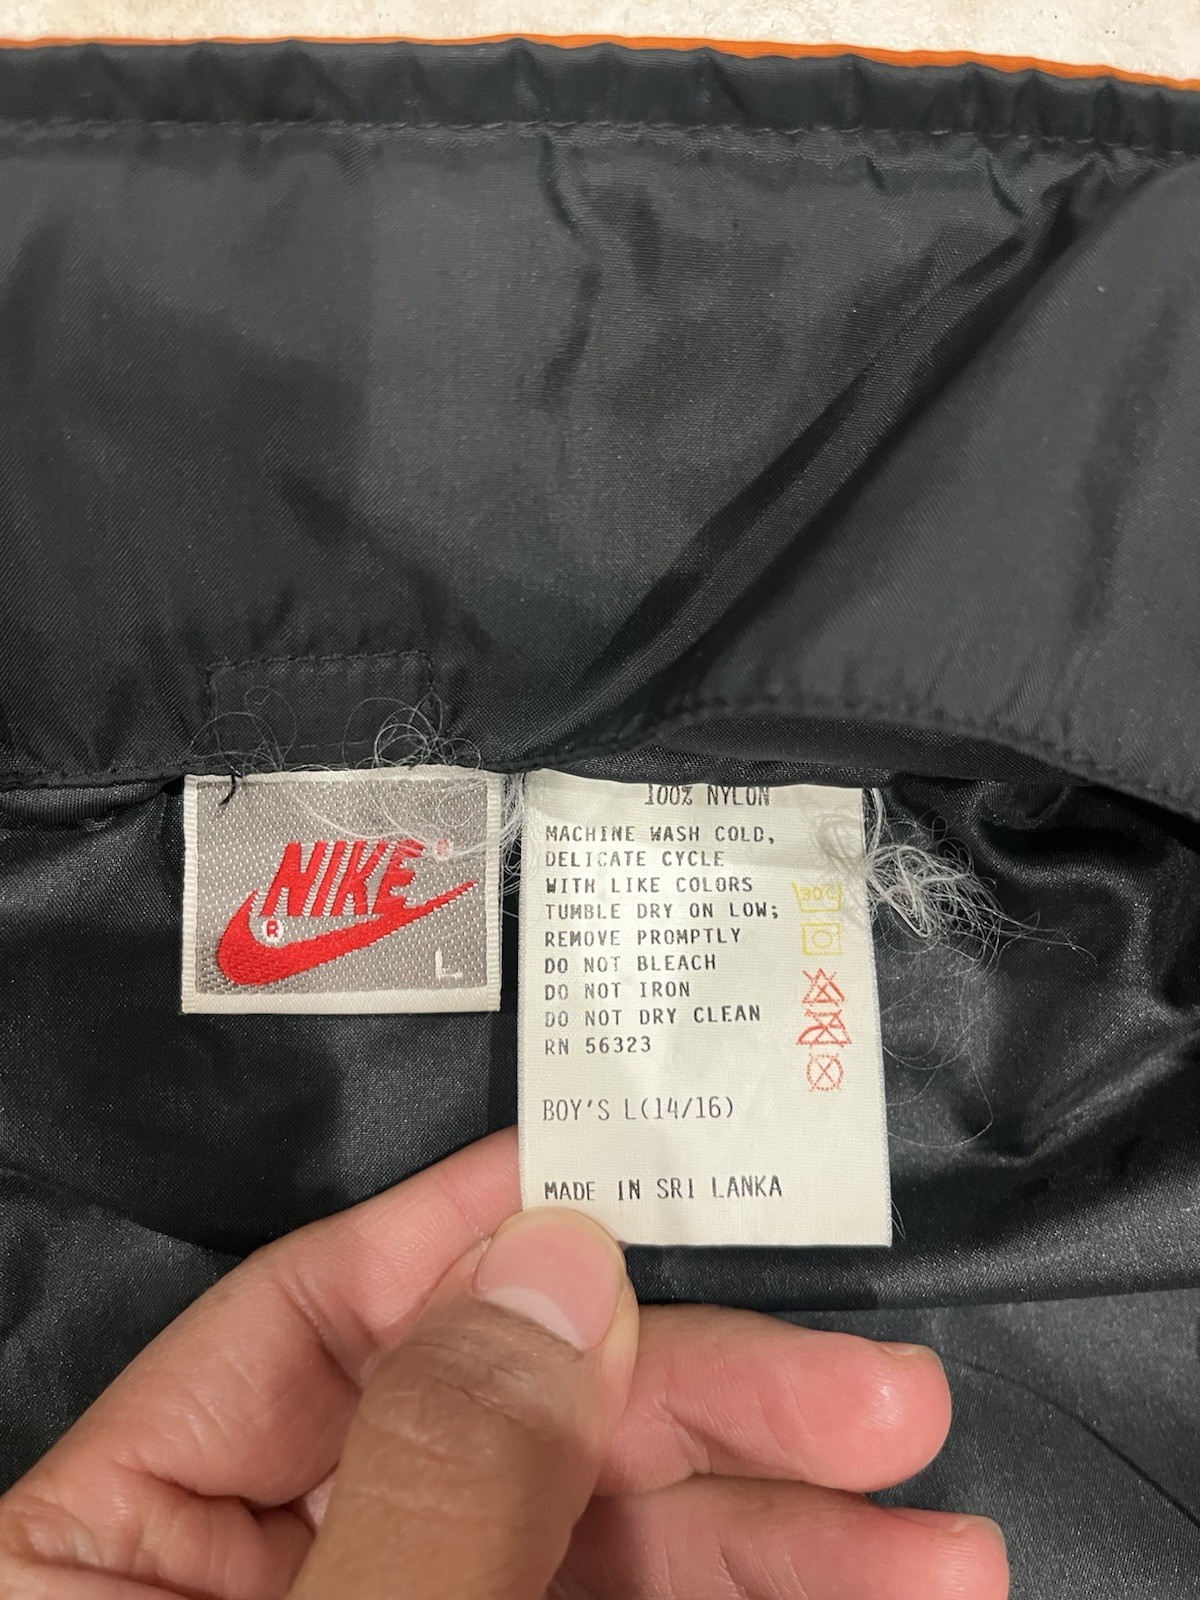 NIKE
®
L
100% NYLON
MACHINE WASH COLD,
DELICATE CYCLE
WITH LIKE COLORS
TUMBLE DRY ON LOW;
REMOVE PROMPTLY
DO NOT BLEACH
DO NOT IRON
DO NOT DRY CLEAN
RN 56323
30C
BOY'S L(14/16)
MADE IN SRI LANKA